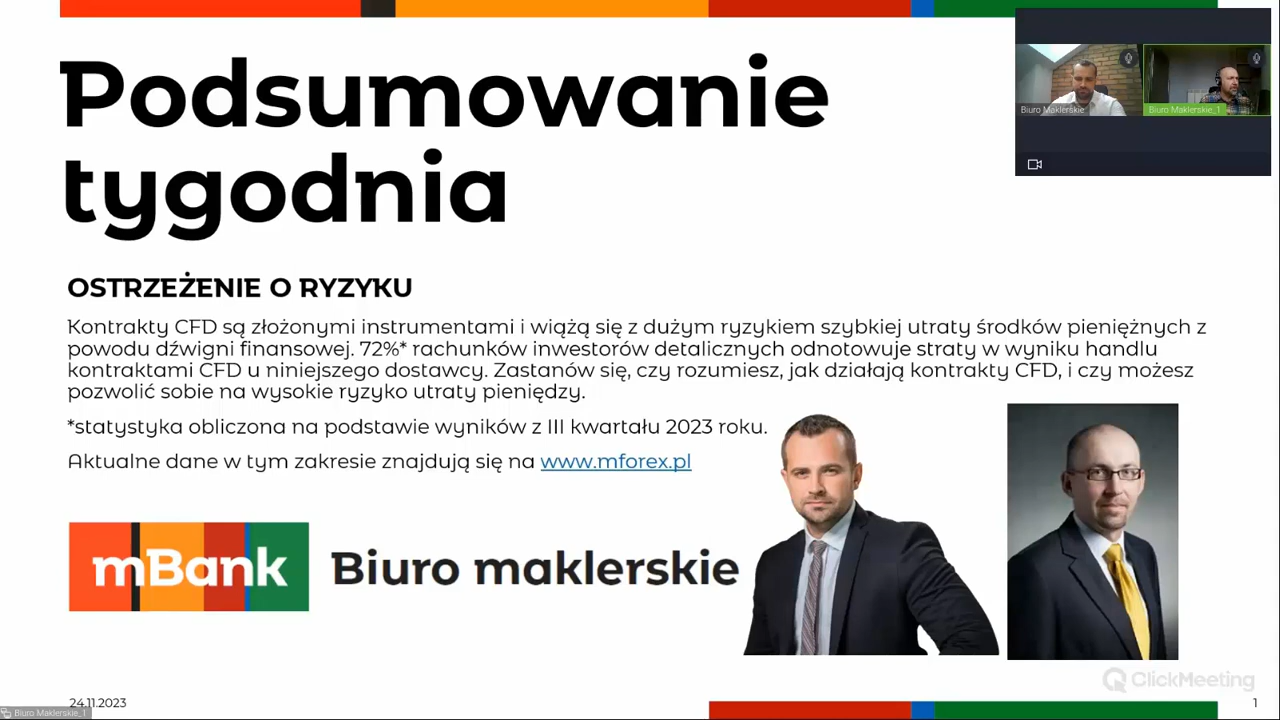 Podsumowanie
tygodnia
Biuro Maklerskie
Biuro Maklerskie_1
OSTRZEŻENIE O RYZYKU
Kontrakty CFD są złożonymi instrumentami i wiążą się z dużym ryzykiem szybkiej utraty środków pieniężnych z
powodu dźwigni finansowej. 72%* rachunków inwestorów detalicznych odnotowuje straty w wyniku handlu
kontraktami CFD u niniejszego dostawcy. Zastanów się, czy rozumiesz, jak działają kontrakty CFD, i czy możesz
pozwolić sobie na wysokie ryzyko utraty pieniędzy.
*statystyka obliczona na podstawie wyników z III kwartału 2023 roku.
Aktualne dane w tym zakresie znajdują się na www.mforex.pl
mBank Biuro maklerskie
ClickMeeting
24.11.2023
1
Biuro Maklerskie_1